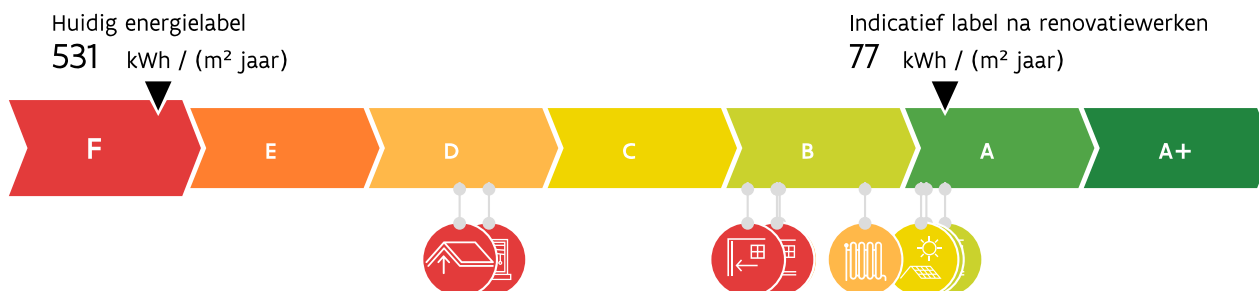 Huidig energielabel
531 kWh / (m² jaar)
Indicatief label na renovatiewerken
77 kWh / (m² jaar)
F E D C B A A+